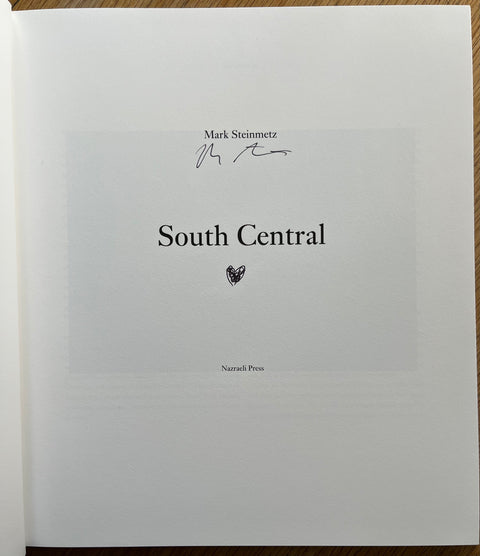 Mark Steinmetz
South Central
Nazraeli Press